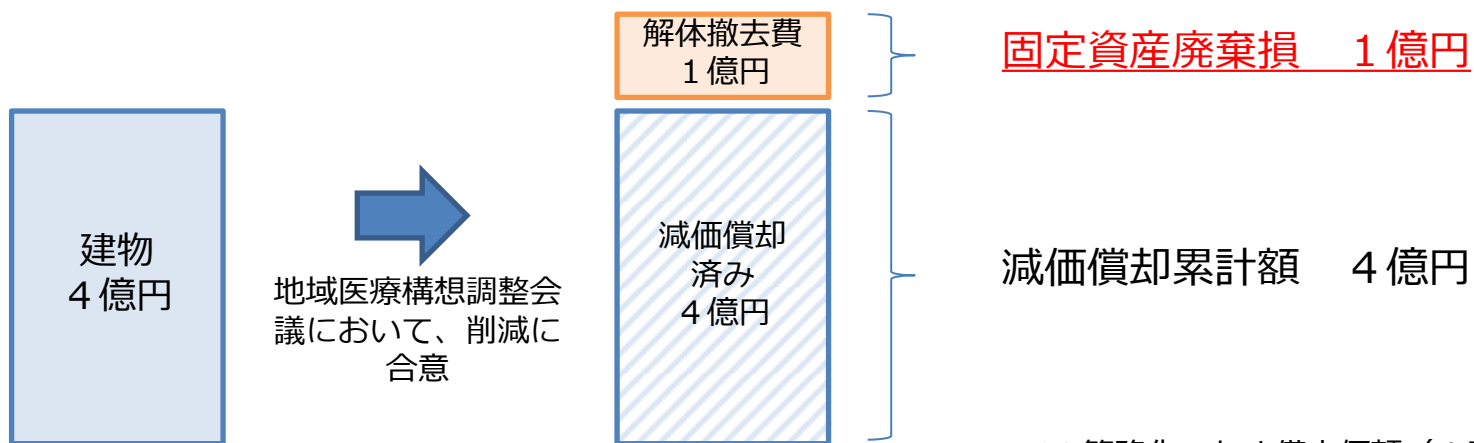 解体撤去費
１億円
固定資産廃棄損　１億円
建物
４億円
地域医療構想調整会
議において、削減に
合意
減価償却
済み
４億円
減価償却累計額　４億円